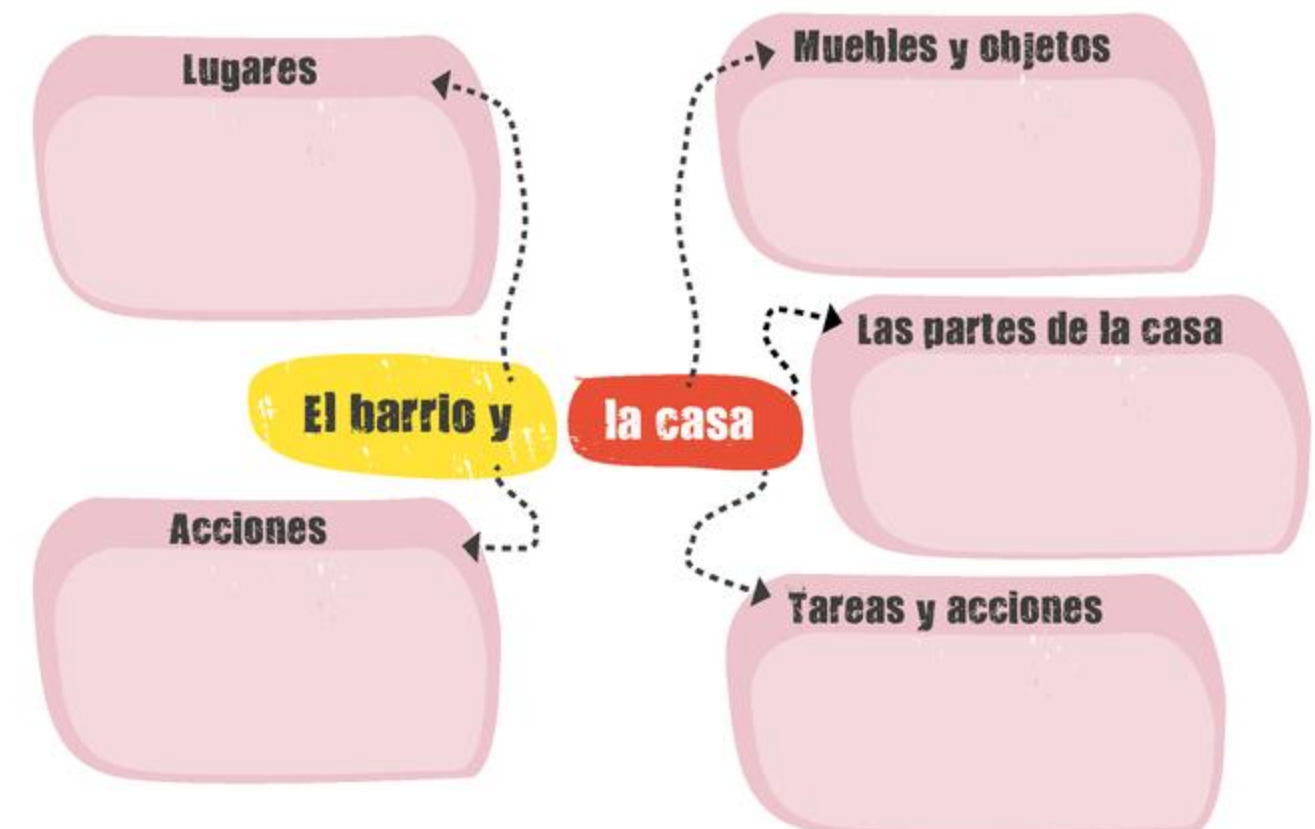 Lugares
Muebles y objetos
Las partes de la casa
El barrio y
la casa
Acciones
Tareas y acciones